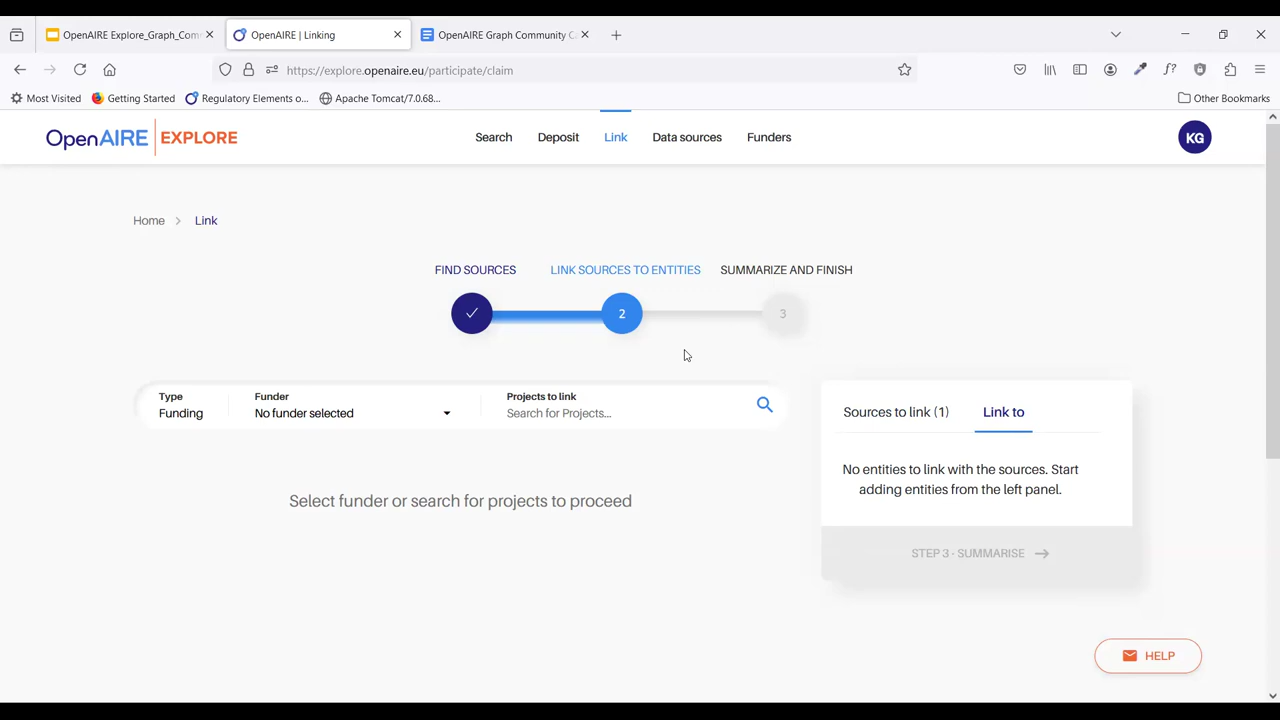 OpenAIRE Explore_Graph_Com
OpenAIRE | Linking
OpenAIRE Graph Community C
https://explore.openaire.eu/participate/claim
Most Visited
Getting Started
Regulatory Elements o...
Apache Tomcat/7.0.68...
Other Bookmarks
OpenAIRE EXPLORE
Search
Deposit
Link
Data sources
Funders
KG
Home > Link
FIND SOURCES
LINK SOURCES TO ENTITIES
SUMMARIZE AND FINISH
2
3
Type
Funding
Funder
No funder selected
Projects to link
Search for Projects...
Sources to link (1)
Link to
No entities to link with the sources. Start
adding entities from the left panel.
Select funder or search for projects to proceed
STEP 3 - SUMMARISE
HELP